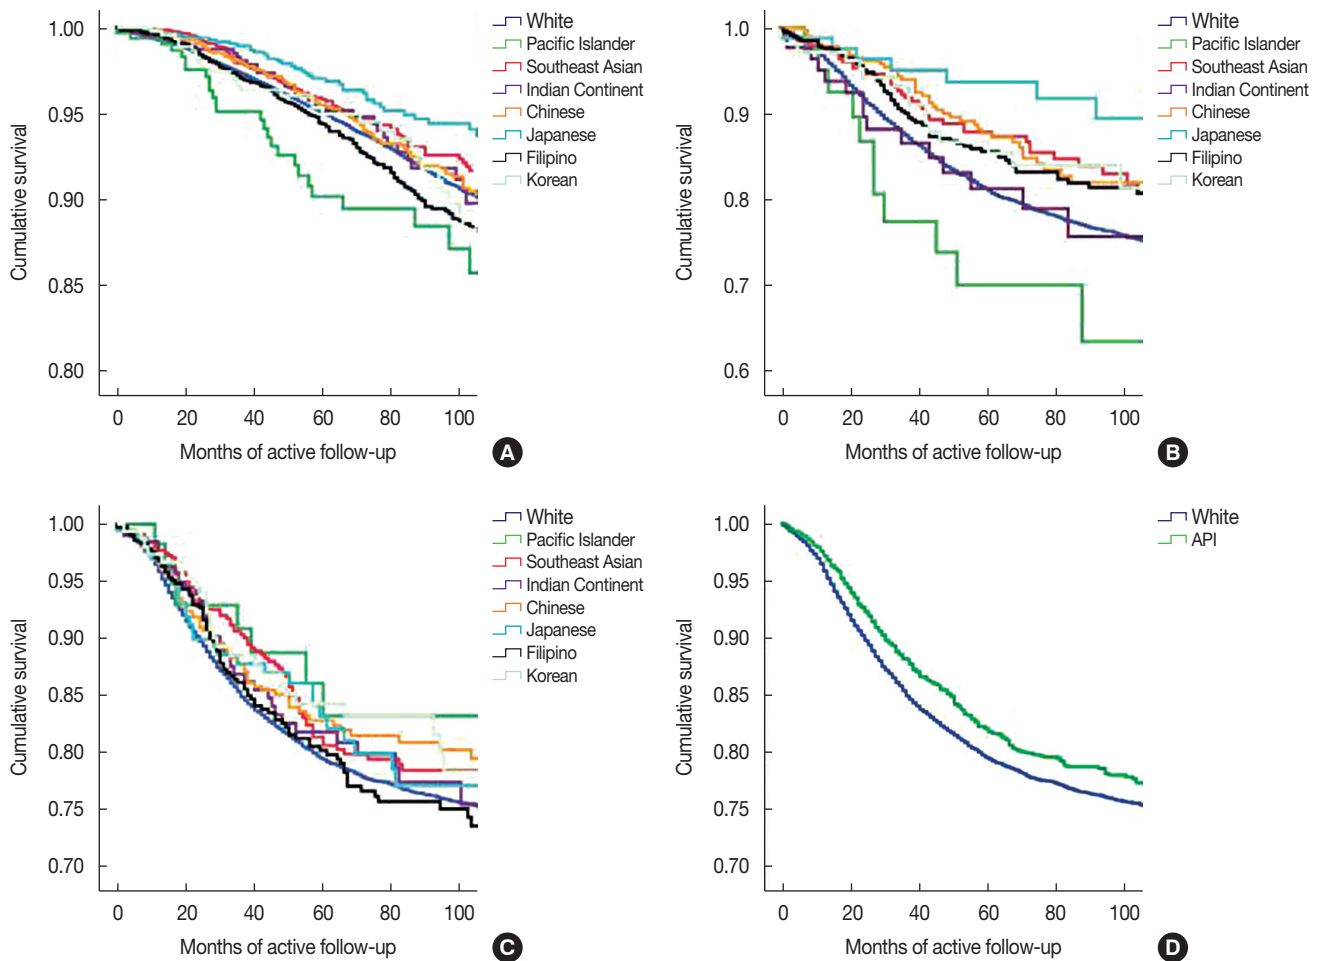 1.00
0.95
0.90
0.85
0.80
Cumulative survival
0 20 40 60 80 100
Months of active follow-up
White
Pacific Islander
Southeast Asian
Indian Continent
Chinese
Japanese
Filipino
Korean
A
1.0
0.9
0.8
0.7
0.6
Cumulative survival
0 20 40 60 80 100
Months of active follow-up
White
Pacific Islander
Southeast Asian
Indian Continent
Chinese
Japanese
Filipino
Korean
B
1.00
0.95
0.90
0.85
0.80
0.75
0.70
Cumulative survival
0 20 40 60 80 100
Months of active follow-up
White
Pacific Islander
Southeast Asian
Indian Continent
Chinese
Japanese
Filipino
Korean
C
1.00
0.95
0.90
0.85
0.80
0.75
0.70
Cumulative survival
0 20 40 60 80 100
Months of active follow-up
White
API
D